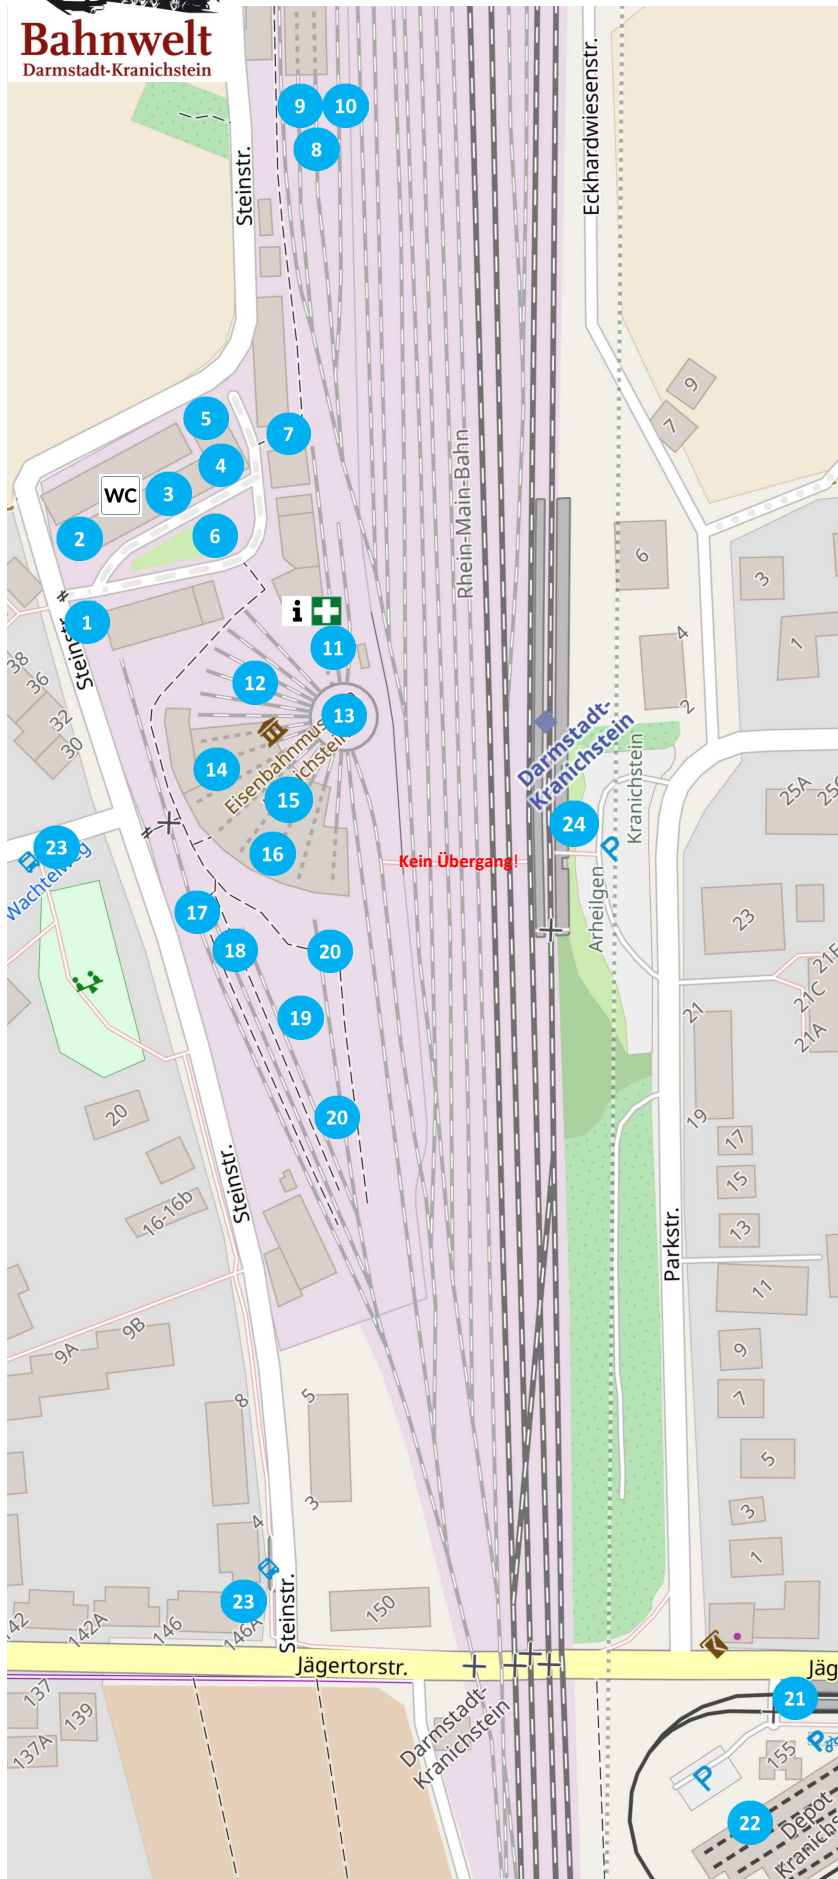 Bahnwelt
Darmstadt-Kranichstein
Steinstr.
Eckhardwiesenstr.
9
10
8
9
7
5
7
4
WC
3
2
6
Rhein-Main-Bahn
6
3
1
4
1
2
i
11
12
13
38
36
32
30
Steinstr.
Eisenbahnmus
ichstein
14
15
16
Darmstadt-
Kranichstein
Kranichstein
Arheilgen
24
P
25A
25
Kein Übergang!
23
Wachtelweg
23
17
18
20
19
20
21F
21C
21A
21
19
17
15
13
11
9
7
5
3
1
20
16-16b
Steinstr.
Parkstr.
9A
9B
8
5
3
4
23
Steinstr.
150
142
142A
146
146A
Jägertorstr.
Jäg
137
139
137A
Darmstadt-
Kranichstein
21
P
P
155
22
Depot
Kranichs